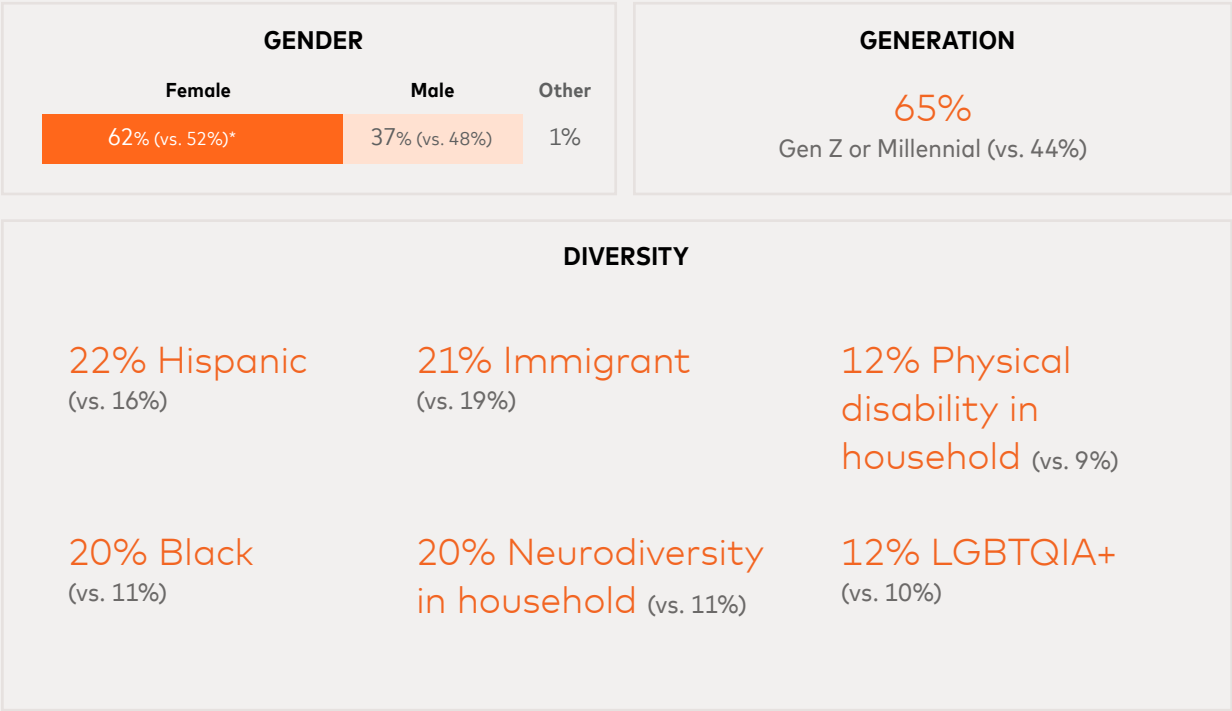 GENDER
Female Male Other
62% (vs. 52%)* 37% (vs. 48%) 1%
GENERATION
65%
Gen Z or Millennial (vs. 44%)
DIVERSITY
22% Hispanic
(vs. 16%)
21% Immigrant
(vs. 19%)
12% Physical
disability in
household (vs. 9%)
20% Black
(vs. 11%)
20% Neurodiversity
in household (vs. 11%)
12% LGBTQIA+
(vs. 10%)